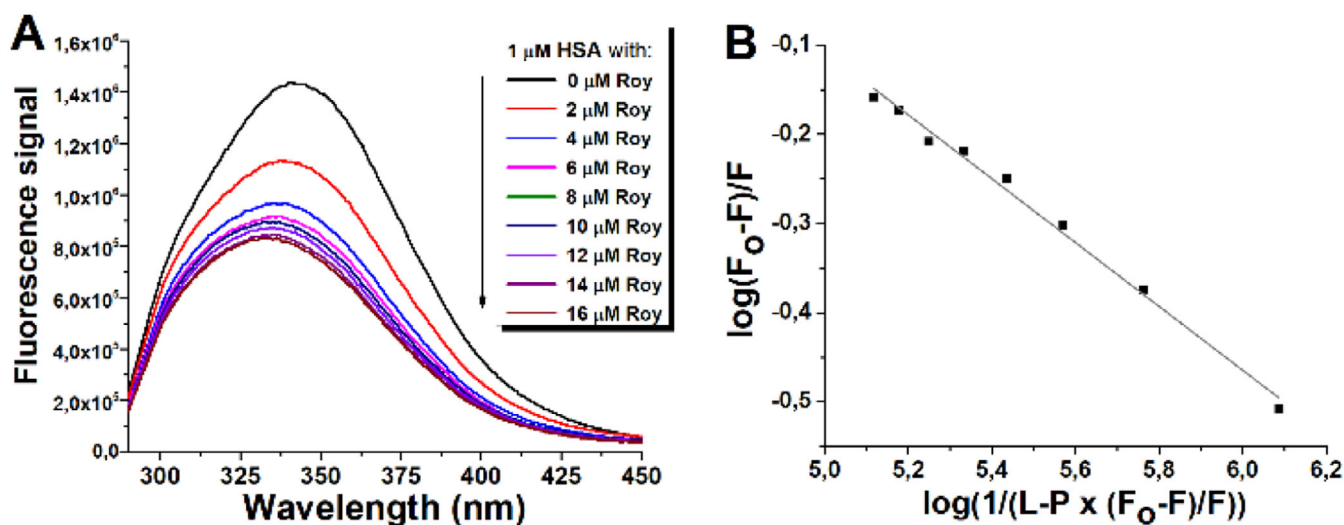 A
1,6x10⁶
1,4x10⁶
1,2x10⁶
1,0x10⁶
8,0x10⁵
6,0x10⁵
4,0x10⁵
2,0x10⁵
0,0
Fluorescence signal
300 325 350 375 400 425 450
Wavelength (nm)
1 µM HSA with:
0 µM Roy
2 µM Roy
4 µM Roy
6 µM Roy
8 µM Roy
10 µM Roy
12 µM Roy
14 µM Roy
16 µM Roy
B
-0,1
-0,2
-0,3
-0,4
-0,5
log(F₀-F)/F
5,0 5,2 5,4 5,6 5,8 6,0 6,2
log(1/(L-P x (F₀-F)/F))